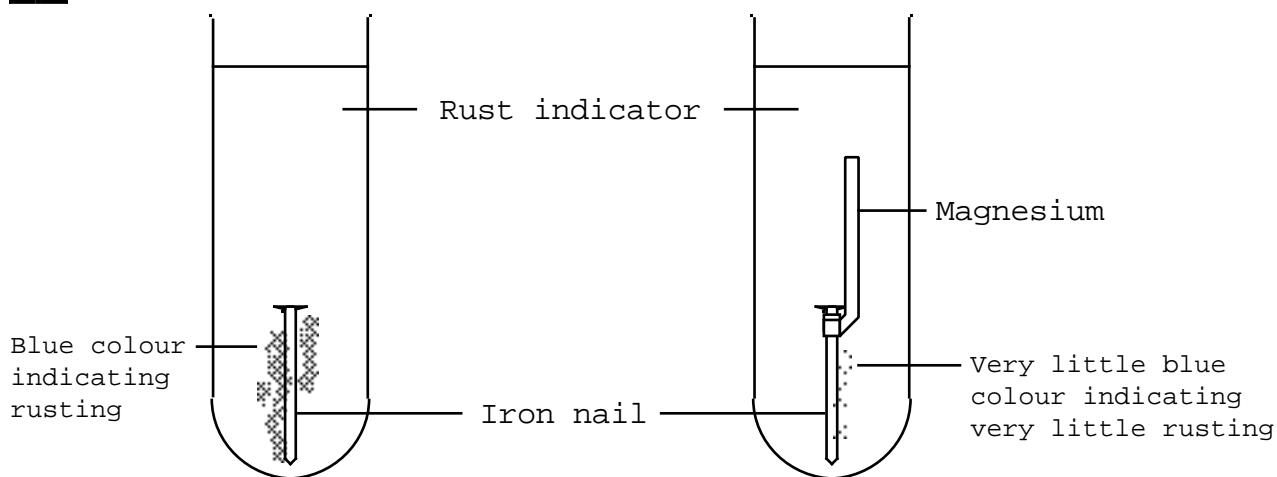 Rust indicator
Magnesium
Blue colour
indicating
rusting
Iron nail
Very little blue
colour indicating
very little rusting